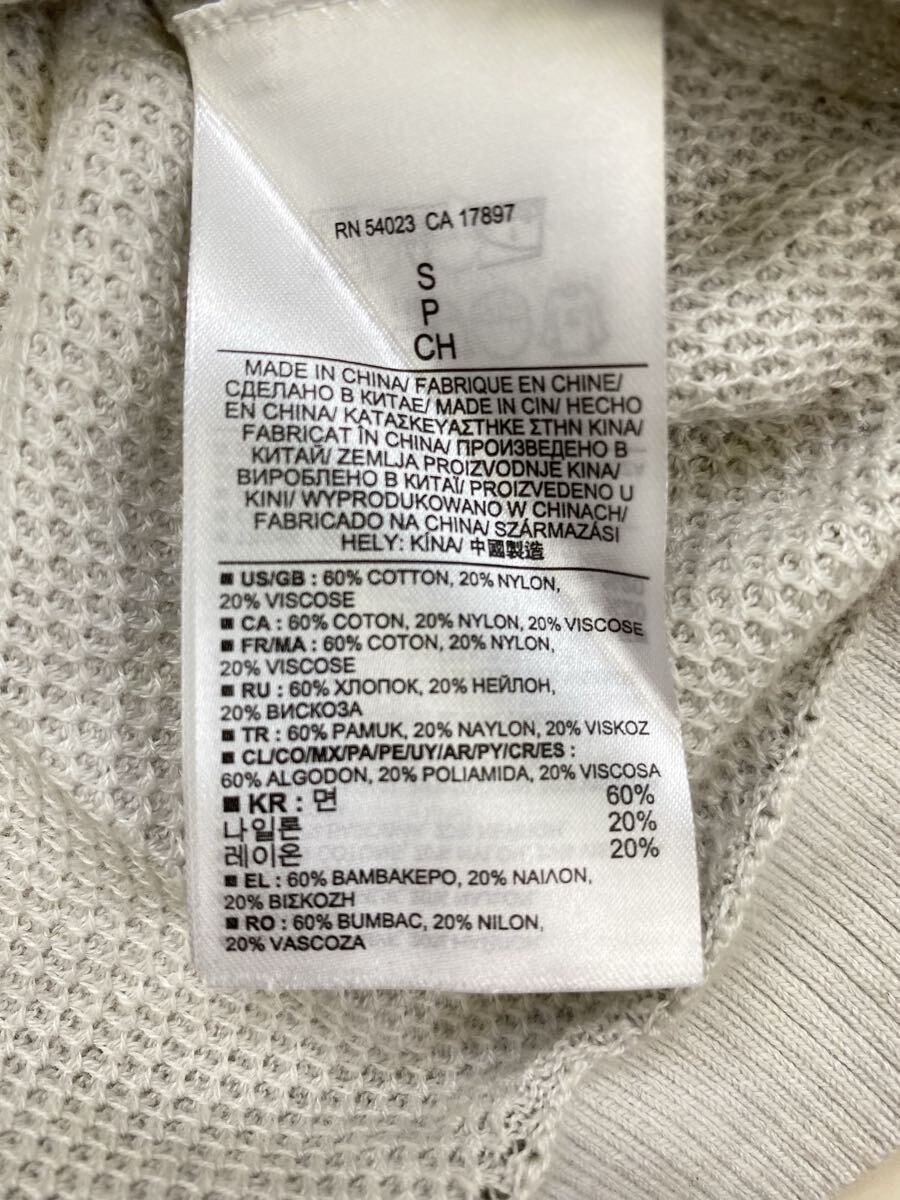 RN 54023 CA 17897
S
P
CH
MADE IN CHINA/ FABRIQUE EN CHINE/
СДЕЛАНО В КИТАЕ/ MADE IN CIN/ HECHO
EN CHINA/ ΚΑΤΑΣΚΕΥΑΣΤΗΚΕ ΣΤΗΝ ΚΙΝΑ/
FABRICAT ÎN CHINA/ ПРОИЗВЕДЕНО В
КИТАЙ/ ZEMLJA PROIZVODNJE KINA/
ВИРОБЛЕНО В КИТАЇ/ PROIZVEDENO U
KINI/ WYPRODUKOWANO W CHINACH/
FABRICADO NA CHINA/ SZÁRMAZÁSI
HELY: KÍNA/ 中國製造
■ US/GB : 60% COTTON, 20% NYLON,
20% VISCOSE
■ CA : 60% COTON, 20% NYLON, 20% VISCOSE
■ FR/MA : 60% COTON, 20% NYLON,
20% VISCOSE
■ RU : 60% ХЛОПОК, 20% НЕЙЛОН,
20% ВИСКОЗА
■ TR : 60% PAMUK, 20% NAYLON, 20% VISKOZ
■ CL/CO/MX/PA/PE/UY/AR/PY/CR/ES :
60% ALGODON, 20% POLIAMIDA, 20% VISCOSA
■ KR : 면 60%
나일론 20%
레이온 20%
■ EL : 60% ΒΑΜΒΑΚΕΡΟ, 20% ΝΑΙΛΟΝ,
20% ΒΙΣΚΟΖΗ
■ RO : 60% BUMBAC, 20% NILON,
20% VASCOZA